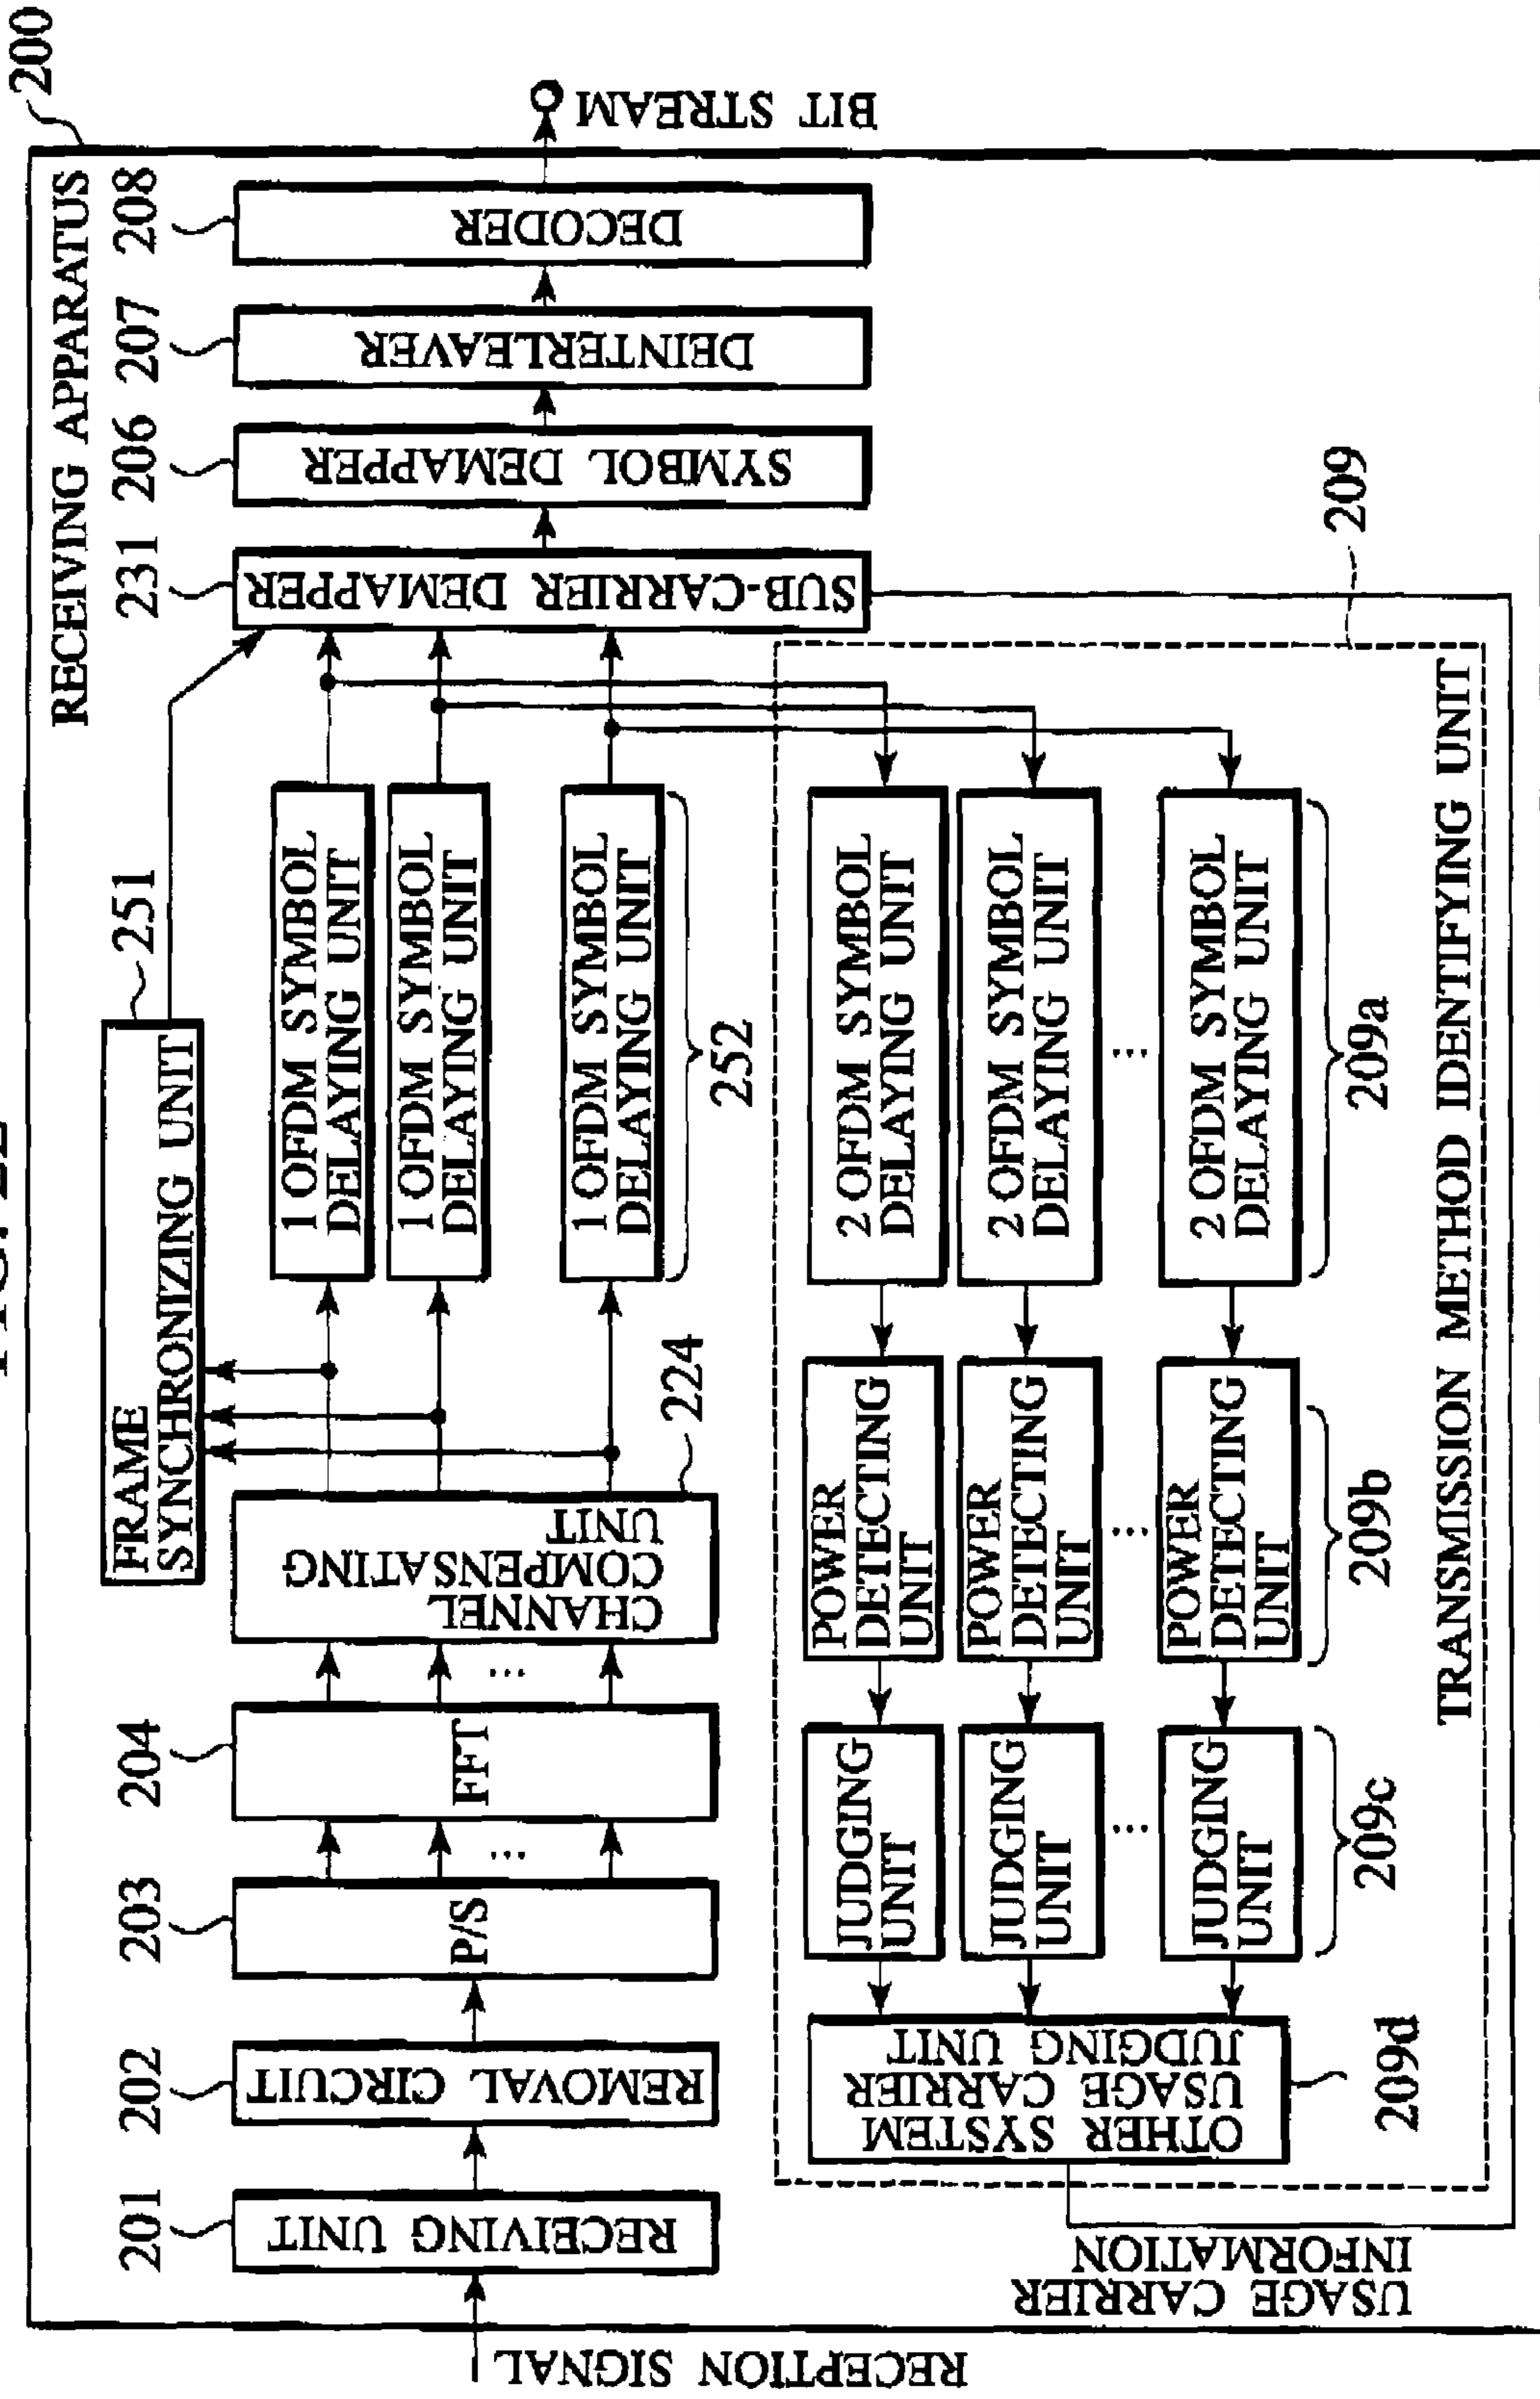 RECEIVING APPARATUS
200
FRAME
SYNCHRONIZING UNIT
251
201
202
203
204
231
206
207
208
RECEPTION SIGNAL
RECEIVING UNIT
REMOVAL CIRCUIT
P/S
...
FFT
...
CHANNEL
COMPENSATING
UNIT
224
1 OFDM SYMBOL
DELAYING UNIT
1 OFDM SYMBOL
DELAYING UNIT
1 OFDM SYMBOL
DELAYING UNIT
252
SUB-CARRIER DEMAPPER
SYMBOL DEMAPPER
DEINTERLEAVER
DECODER
BIT STREAM
209
OTHER SYSTEM
USAGE CARRIER
JUDGING UNIT
209d
JUDGING
UNIT
JUDGING
UNIT
...
JUDGING
UNIT
209c
POWER
DETECTING
UNIT
POWER
DETECTING
UNIT
...
POWER
DETECTING
UNIT
209b
2 OFDM SYMBOL
DELAYING UNIT
2 OFDM SYMBOL
DELAYING UNIT
...
2 OFDM SYMBOL
DELAYING UNIT
209a
TRANSMISSION METHOD IDENTIFYING UNIT
USAGE CARRIER
INFORMATION